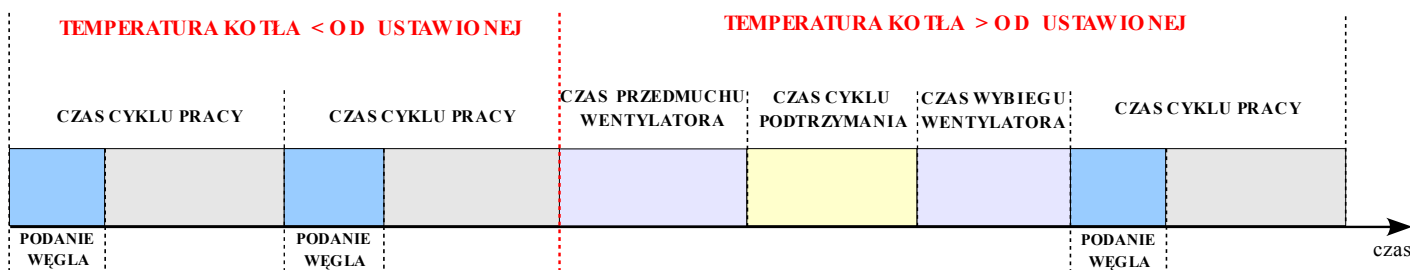 TEMPERATURA KOTŁA < OD USTAWIONEJ
TEMPERATURA KOTŁA > OD USTAWIONEJ
CZAS CYKLU PRACY
CZAS CYKLU PRACY
CZAS PRZEDMUCHU
WENTYLATORA
CZAS CYKLU
PODTRZYMANIA
CZAS WYBIEGU
WENTYLATORA
CZAS CYKLU PRACY
PODANIE
WĘGLA
PODANIE
WĘGLA
PODANIE
WĘGLA
czas